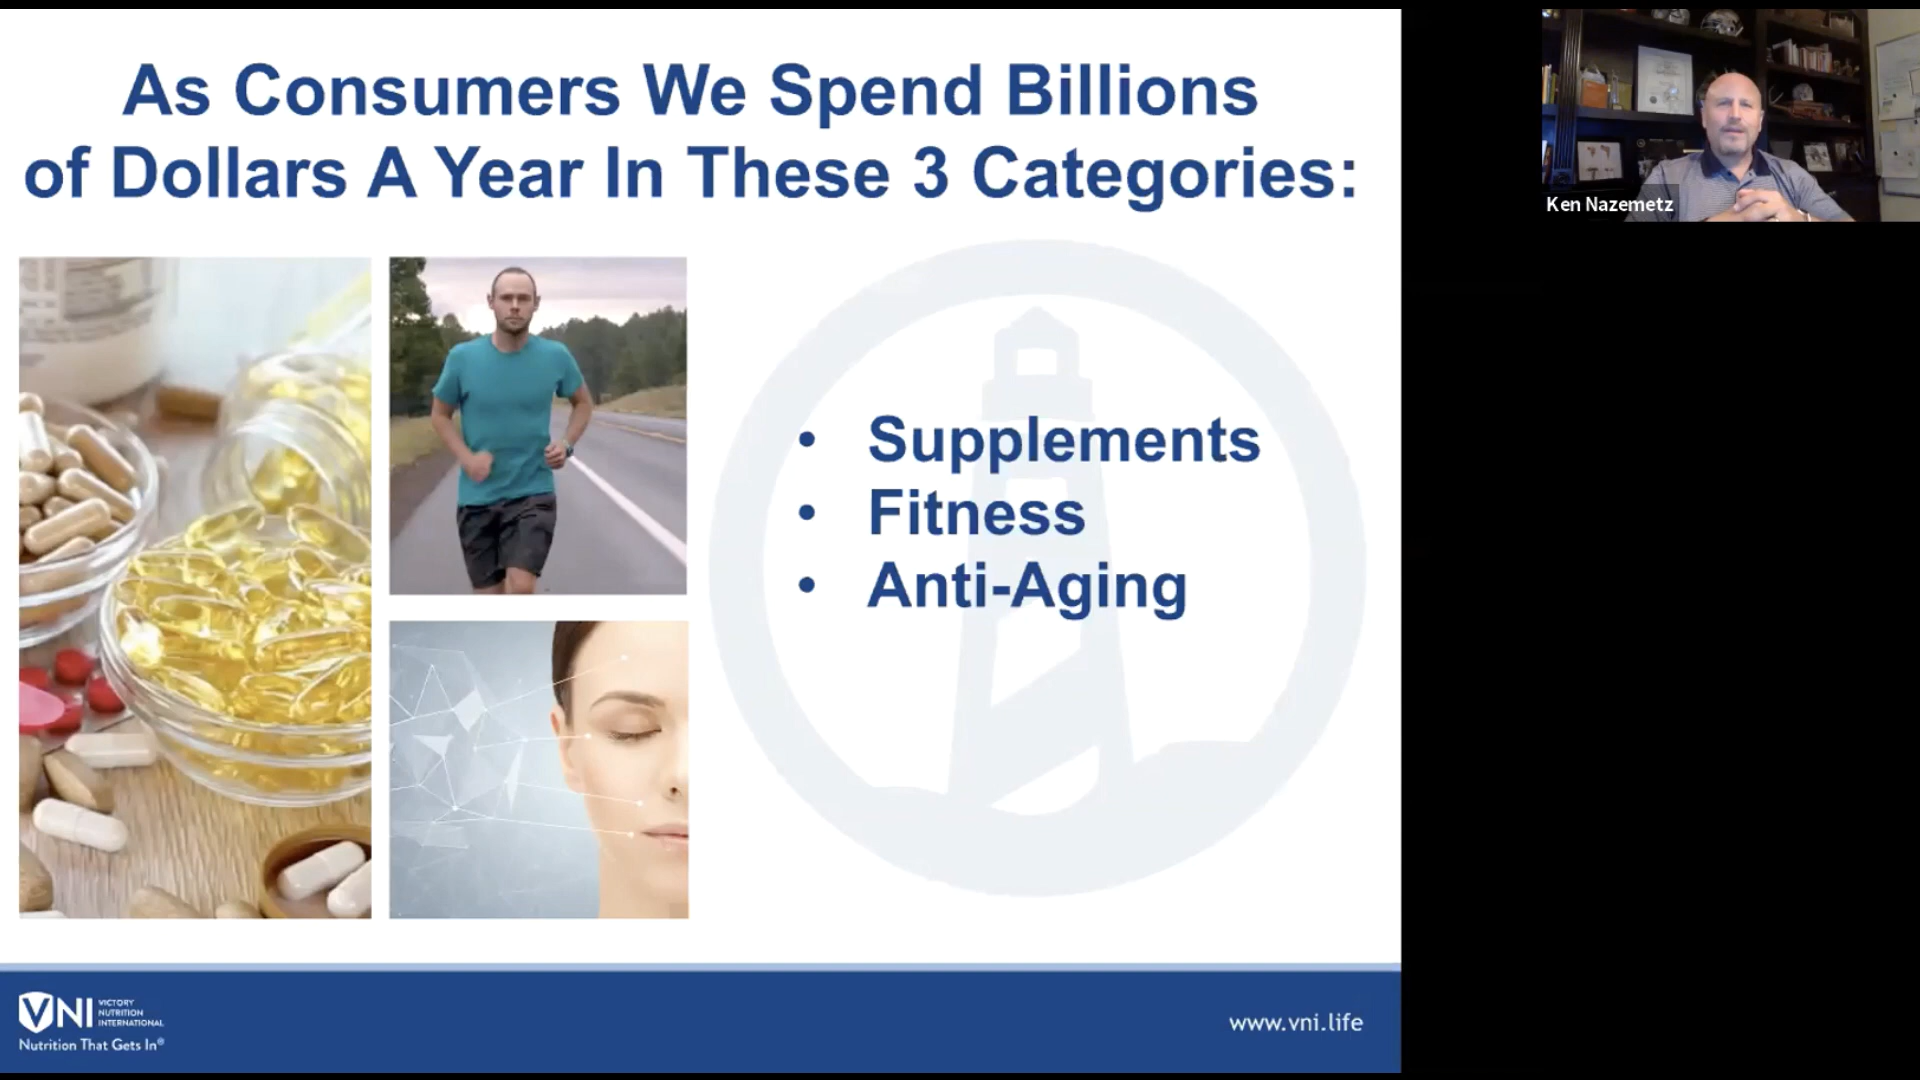 As Consumers We Spend Billions
of Dollars A Year In These 3 Categories:
Ken Nazemetz
• Supplements
• Fitness
• Anti-Aging
VNI
VICTORY
NUTRITION
INTERNATIONAL
Nutrition That Gets In®
www.vni.life